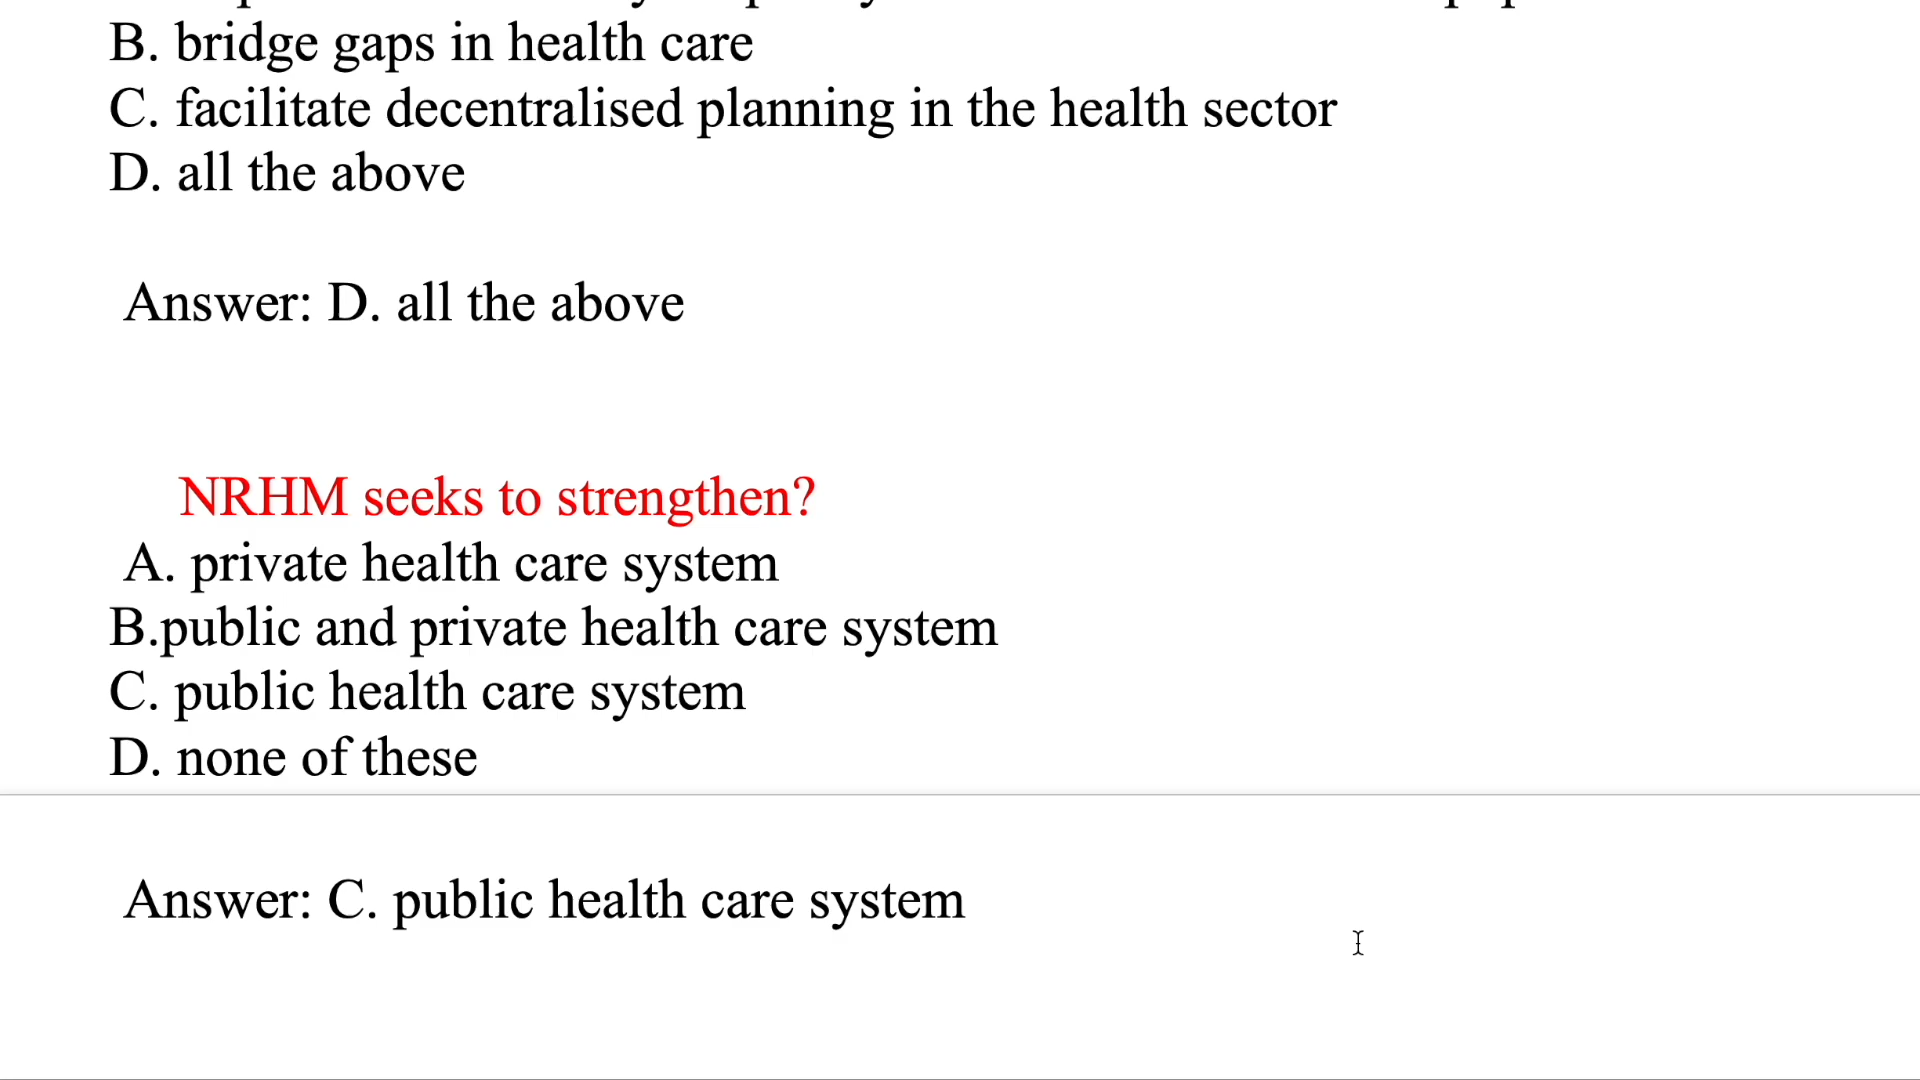 B. bridge gaps in health care
C. facilitate decentralised planning in the health sector
D. all the above
Answer: D. all the above
NRHM seeks to strengthen?
A. private health care system
B.public and private health care system
C. public health care system
D. none of these
Answer: C. public health care system